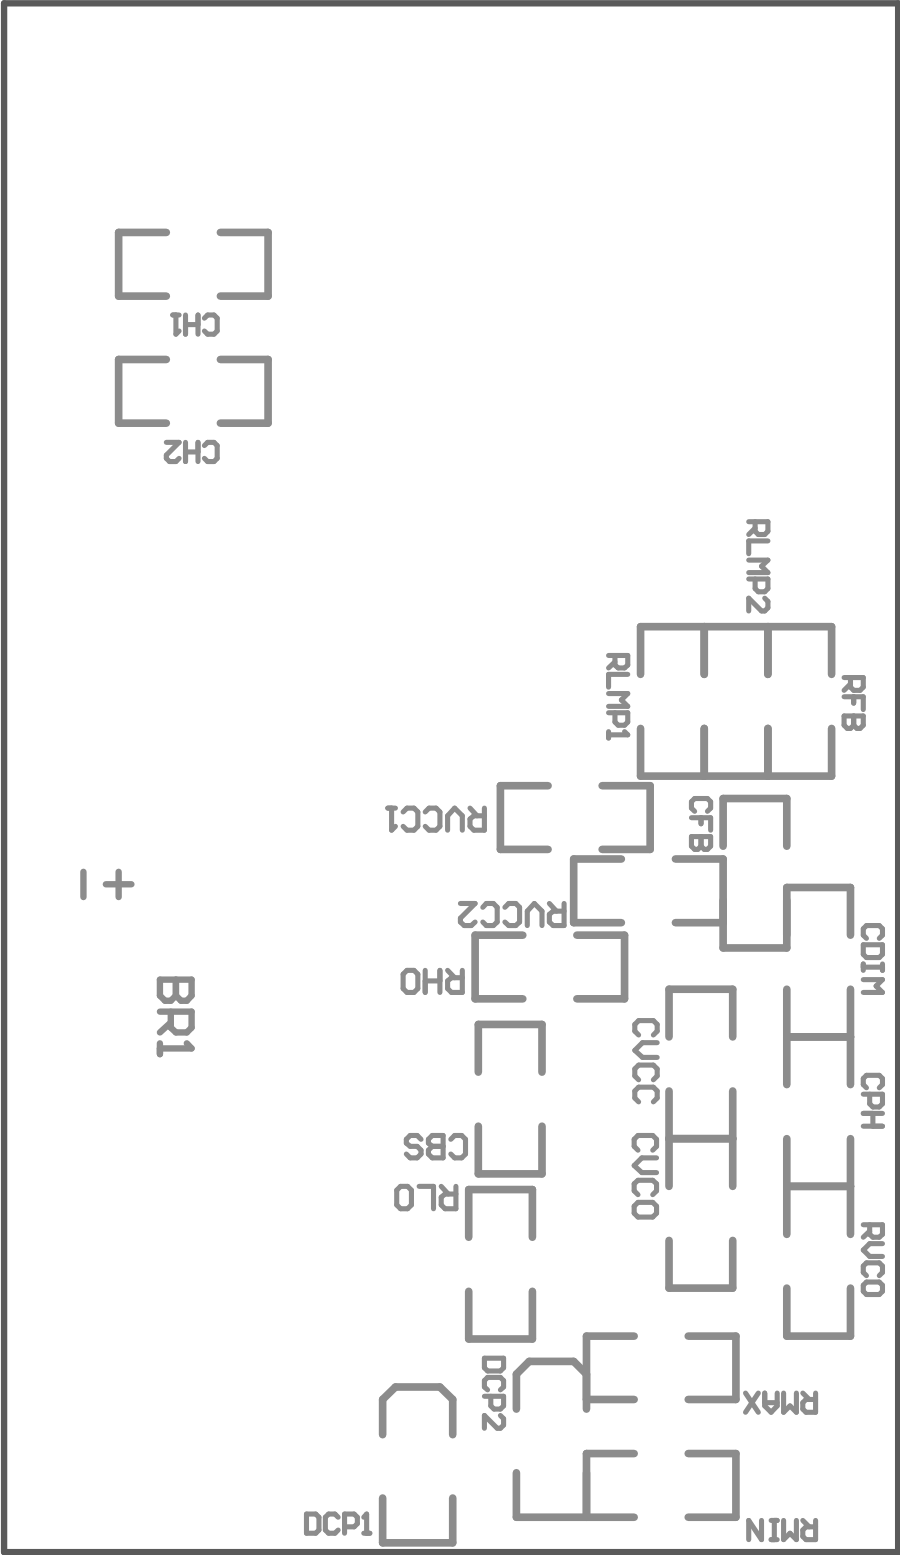 CH1
CH2
RLMP2
RLMP1
RFB
RVCC1
CFB
- +
RVCC2
CDIM
RHO
BR1
CVCC
CPH
CBS
CVCO
RLO
RVCO
DCP2
RMAX
DCP1
RMIN